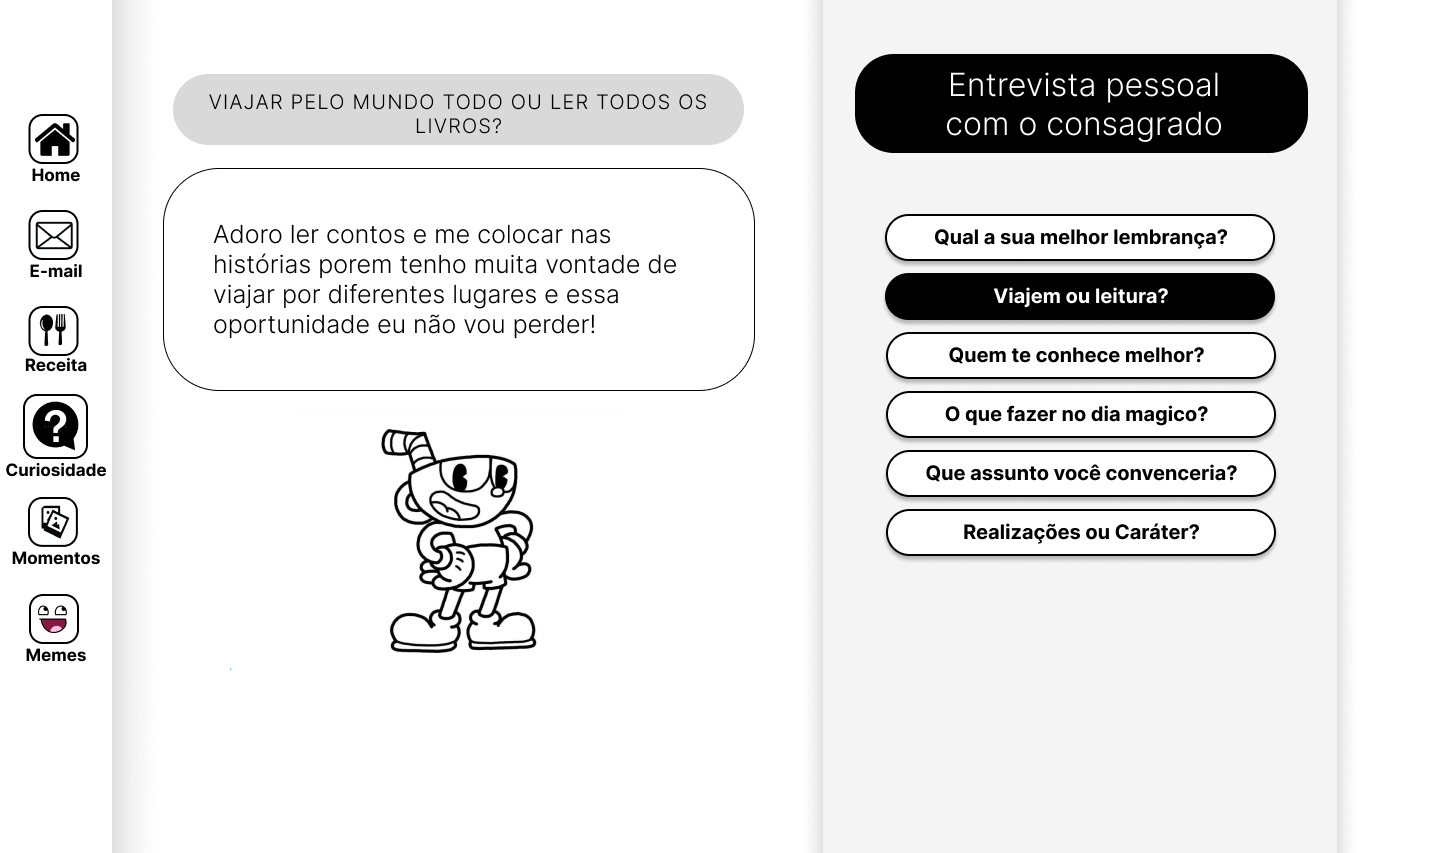 Home
E-mail
Receita
Curiosidade
Momentos
Memes
VIAJAR PELO MUNDO TODO OU LER TODOS OS
LIVROS?
Adoro ler contos e me colocar nas
histórias porem tenho muita vontade de
viajar por diferentes lugares e essa
oportunidade eu não vou perder!
Entrevista pessoal
com o consagrado
Qual a sua melhor lembrança?
Viajem ou leitura?
Quem te conhece melhor?
O que fazer no dia magico?
Que assunto você convenceria?
Realizações ou Caráter?